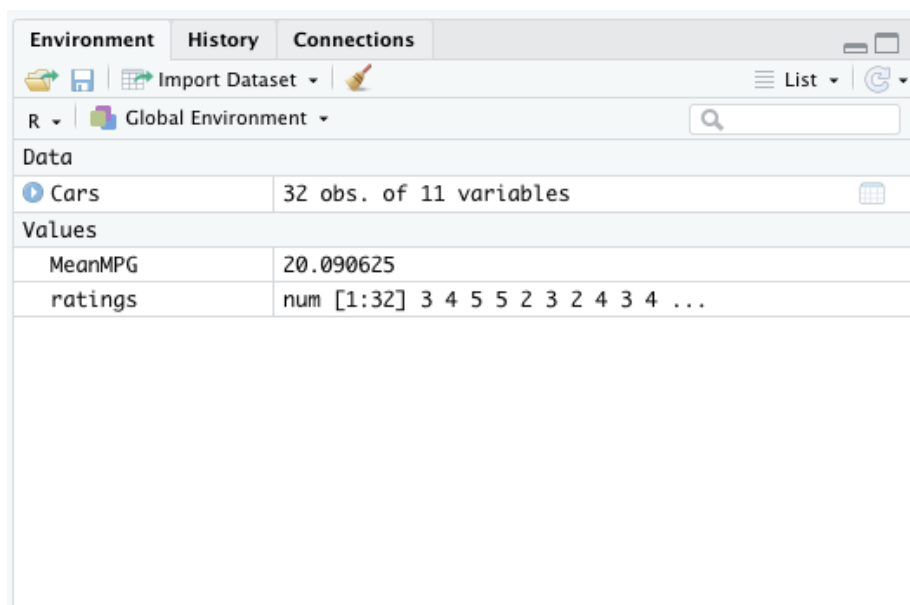 Environment History Connections
Import Dataset List
R Global Environment
Data
Cars 32 obs. of 11 variables
Values
MeanMPG 20.090625
ratings num [1:32] 3 4 5 5 2 3 2 4 3 4 ...